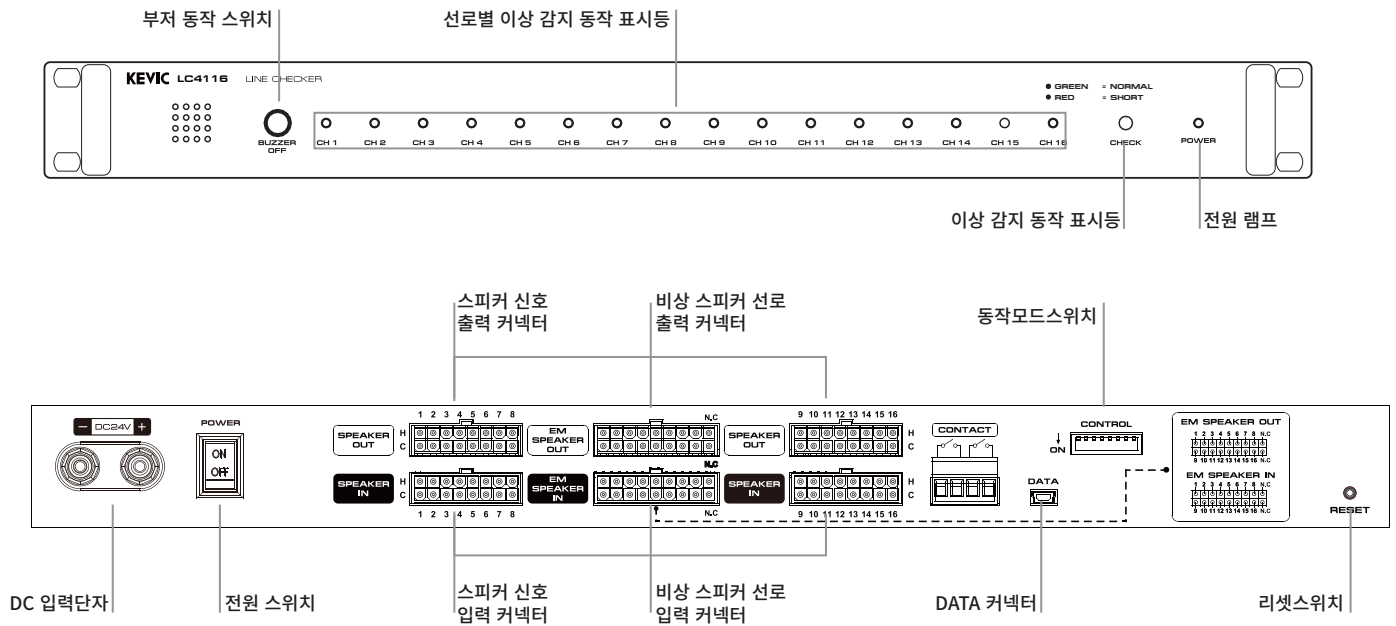 부저 동작 스위치
선로별 이상 감지 동작 표시등
KEVIC LC4116 LINE CHECKER
● GREEN = NORMAL
● RED = SHORT
BUZZER
OFF
CH 1 CH 2 CH 3 CH 4 CH 5 CH 6 CH 7 CH 8 CH 9 CH 10 CH 11 CH 12 CH 13 CH 14 CH 15 CH 16
CHECK
POWER
이상 감지 동작 표시등
전원 램프
스피커 신호
출력 커넥터
비상 스피커 선로
출력 커넥터
동작모드스위치
− DC24V +
POWER
ON
OFF
1 2 3 4 5 6 7 8
SPEAKER
OUT
H
C
EM
SPEAKER
OUT
N.C
SPEAKER
OUT
9 10 11 12 13 14 15 16
H
C
SPEAKER
IN
H
C
1 2 3 4 5 6 7 8
EM
SPEAKER
IN
N.C
N.C
SPEAKER
IN
H
C
9 10 11 12 13 14 15 16
CONTACT
DATA
CONTROL
ON
EM SPEAKER OUT
1 2 3 4 5 6 7 8 N.C
9 10 11 12 13 14 15 16 N.C
EM SPEAKER IN
1 2 3 4 5 6 7 8 N.C
9 10 11 12 13 14 15 16 N.C
RESET
DC 입력단자
전원 스위치
스피커 신호
입력 커넥터
비상 스피커 선로
입력 커넥터
DATA 커넥터
리셋스위치